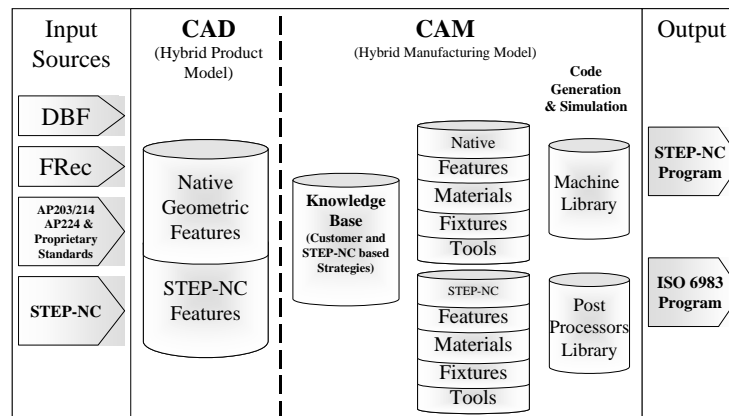 Input
Sources
DBF
FRec
AP203/214
AP224 &
Proprietary
Standards
STEP-NC
CAD
(Hybrid Product
Model)
Native
Geometric
Features
STEP-NC
Features
CAM
(Hybrid Manufacturing Model)
Knowledge
Base
(Customer and
STEP-NC based
Strategies)
Native
Features
Materials
Fixtures
Tools
STEP-NC
Features
Materials
Fixtures
Tools
Code
Generation
& Simulation
Machine
Library
Post
Processors
Library
Output
STEP-NC
Program
ISO 6983
Program